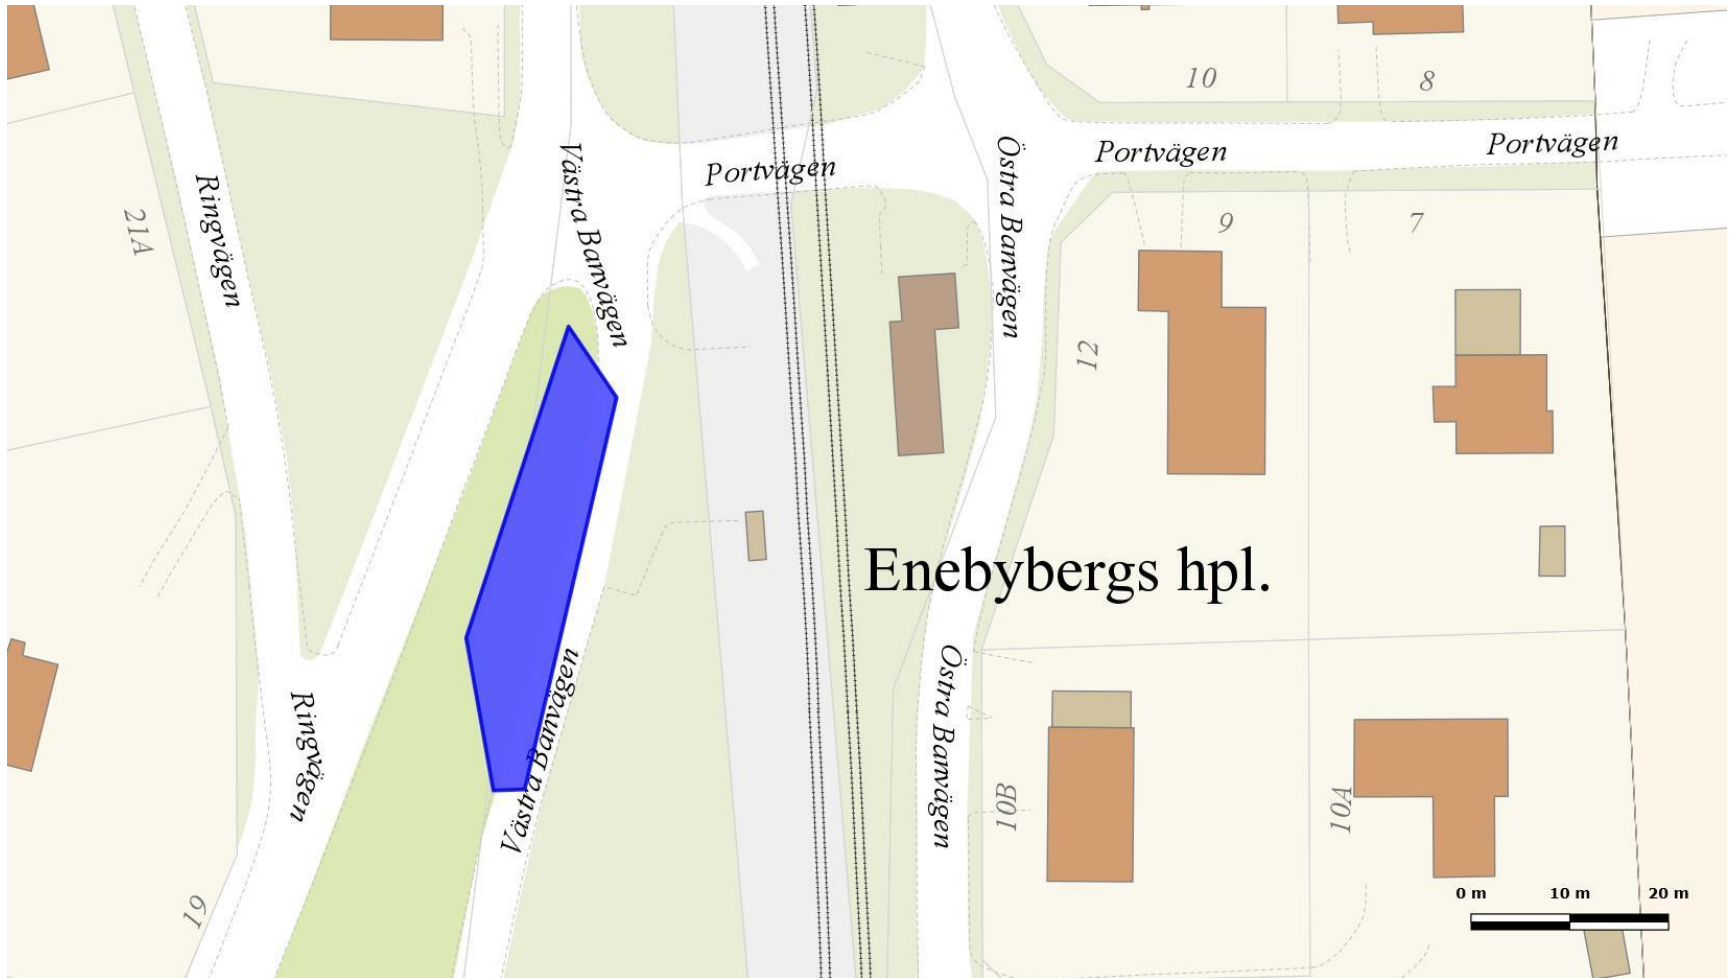 10
8
Portvägen
Portvägen
Portvägen
Västra Banvägen
Östra Banvägen
Ringvägen
21A
9
7
12
Enebybergs hpl.
Västra Banvägen
Östra Banvägen
Ringvägen
10B
10A
19
0 m 10 m 20 m